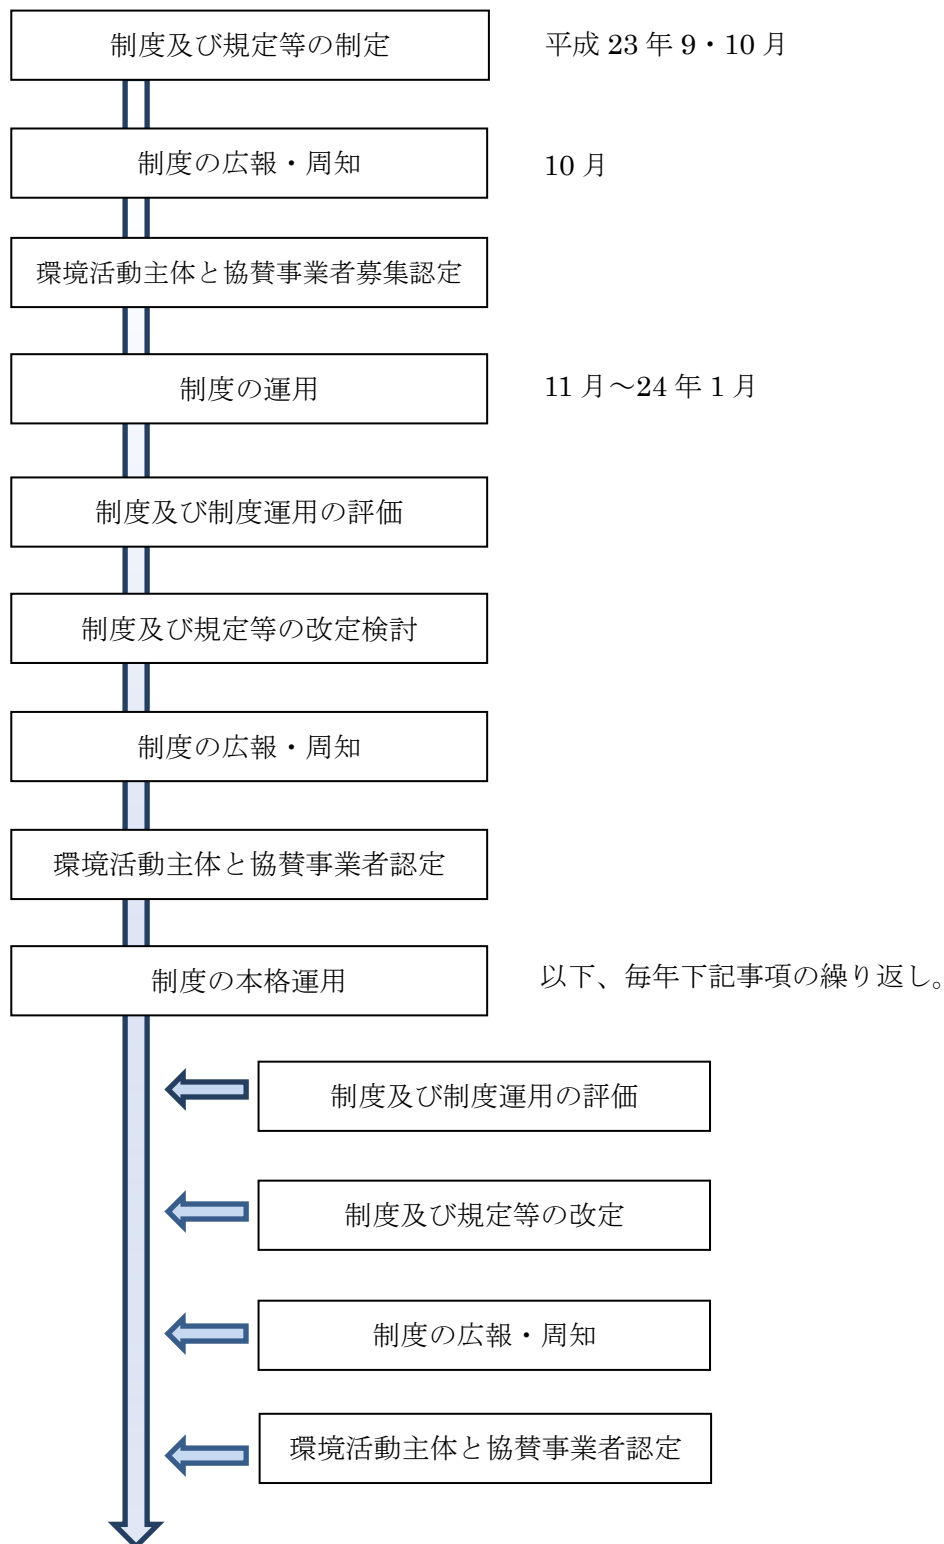 制度及び規定等の制定
平成 23 年 9・10 月
制度の広報・周知
10 月
環境活動主体と協賛事業者募集認定
制度の運用
11 月～24 年 1 月
制度及び制度運用の評価
制度及び規定等の改定検討
制度の広報・周知
環境活動主体と協賛事業者認定
制度の本格運用
以下、毎年下記事項の繰り返し。
制度及び制度運用の評価
制度及び規定等の改定
制度の広報・周知
環境活動主体と協賛事業者認定